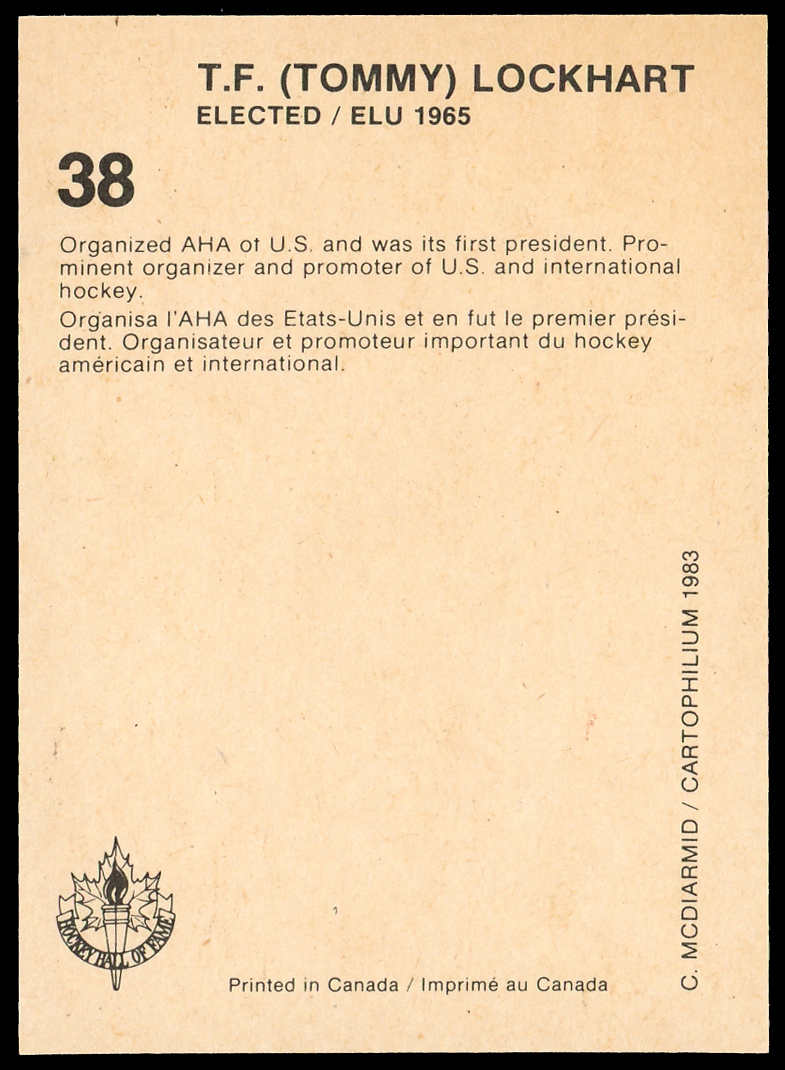 T.F. (TOMMY) LOCKHART
ELECTED / ELU 1965
38
Organized AHA of U.S. and was its first president. Pro-
minent organizer and promoter of U.S. and international
hockey.
Organisa l'AHA des Etats-Unis et en fut le premier prési-
dent. Organisateur et promoteur important du hockey
américain et international.
C. MCDIARMID / CARTOPHILIUM 1983
HOCKEY HALL OF FAME
Printed in Canada / Imprimé au Canada